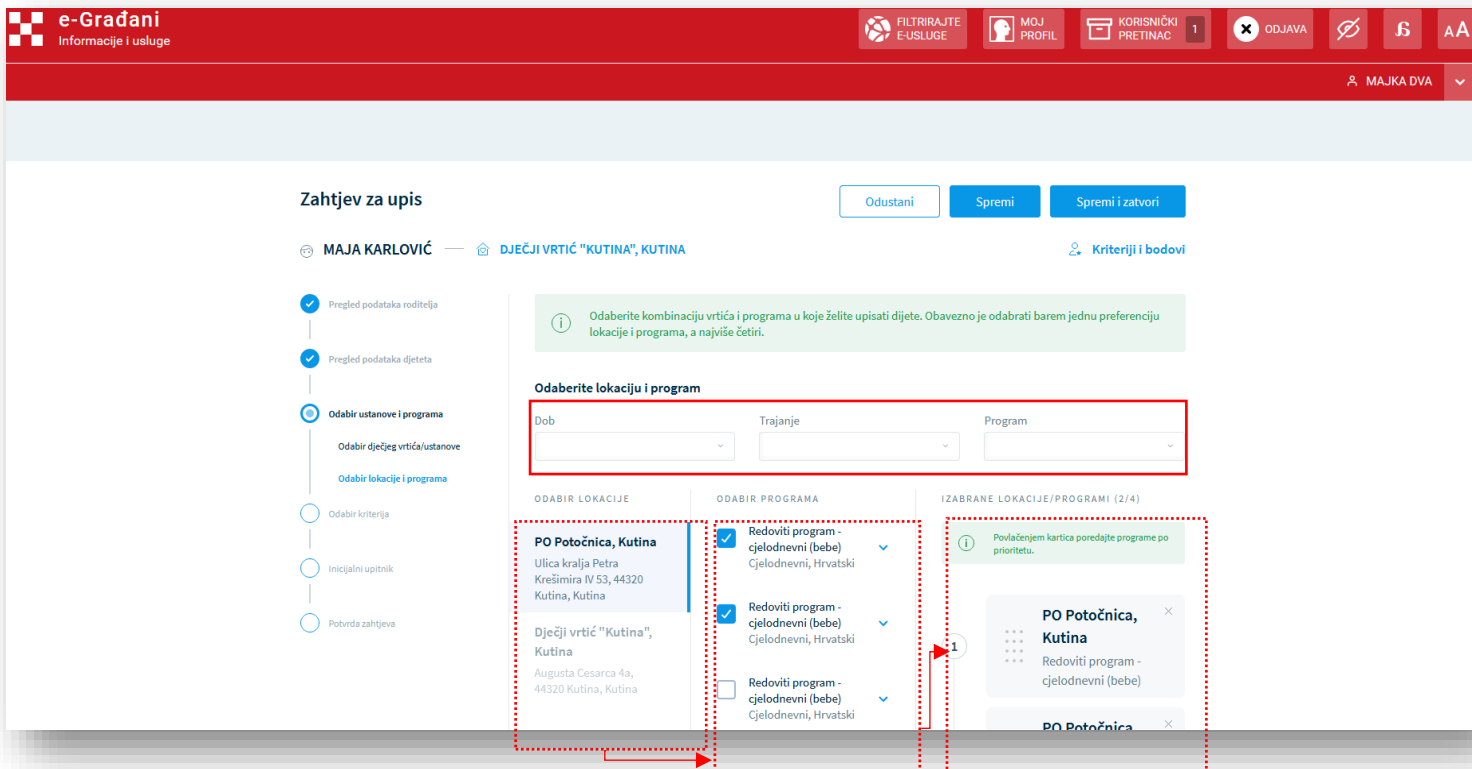 e-Građani
Informacije i usluge
FILTRIRAJTE
E-USLUGE
MOJ
PROFIL
KORISNIČKI
PRETINAC
1
ODJAVA
AA
MAJKA DVA
Zahtjev za upis
Odustani
Spremi
Spremi i zatvori
MAJA KARLOVIĆ
DJEČJI VRTIĆ "KUTINA", KUTINA
Kriteriji i bodovi
Pregled podataka roditelja
Pregled podataka djeteta
Odabir ustanove i programa
Odabir dječjeg vrtića/ustanove
Odabir lokacije i programa
Odabir kriterija
Inicijalni upitnik
Potvrda zahtjeva
Odaberite kombinaciju vrtića i programa u koje želite upisati dijete. Obavezno je odabrati barem jednu preferenciju
lokacije i programa, a najviše četiri.
Odaberite lokaciju i program
Dob
Trajanje
Program
ODABIR LOKACIJE
PO Potočnica, Kutina
Ulica kralja Petra
Krešimira IV 53, 44320
Kutina, Kutina
Dječji vrtić "Kutina",
Kutina
Augusta Cesarca 4a,
44320 Kutina, Kutina
ODABIR PROGRAMA
Redoviti program -
cjelodnevni (bebe)
Cjelodnevni, Hrvatski
Redoviti program -
cjelodnevni (bebe)
Cjelodnevni, Hrvatski
Redoviti program -
cjelodnevni (bebe)
Cjelodnevni, Hrvatski
IZABRANE LOKACIJE/PROGRAMI (2/4)
Povlačenjem kartica poredajte programe po
prioritetu.
1
PO Potočnica,
Kutina
Redoviti program -
cjelodnevni (bebe)
PO Potočnica